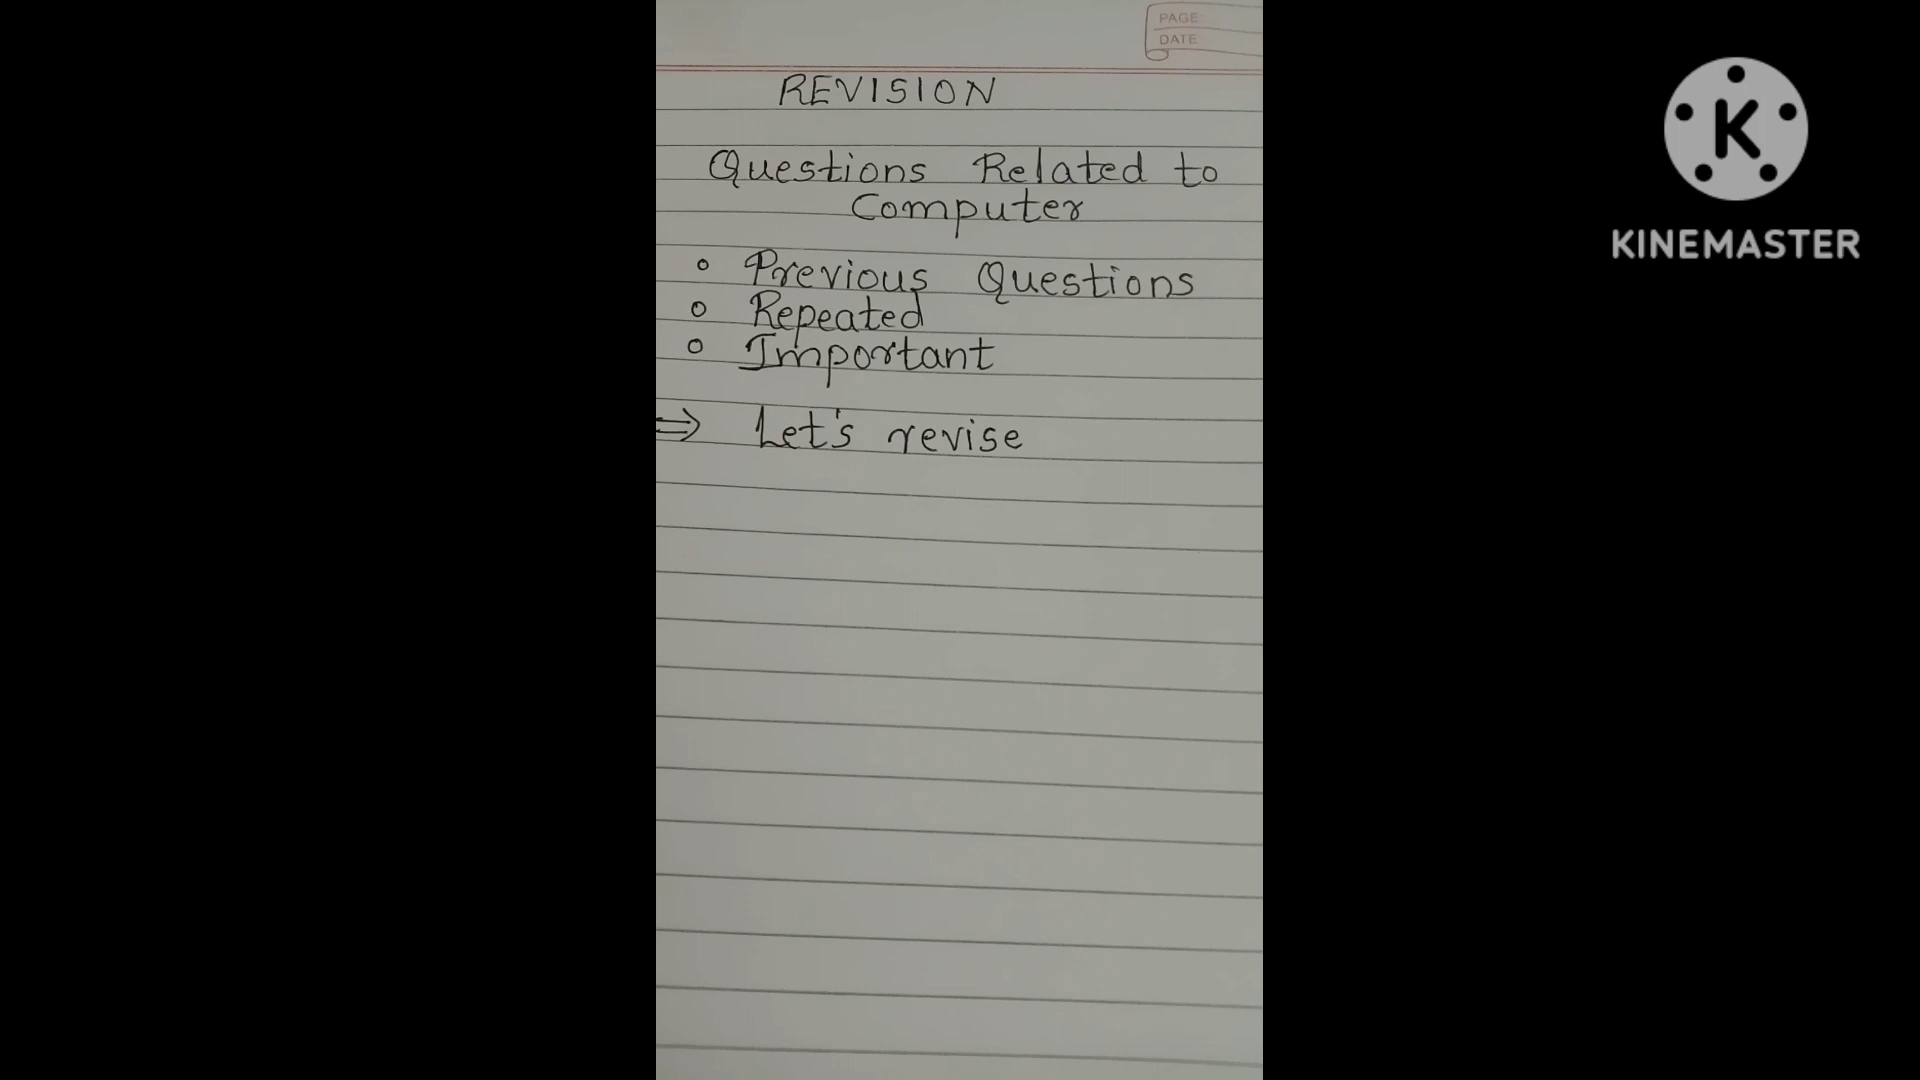 PAGE
DATE
REVISION
Questions Related to
Computer
o Previous Questions
o Repeated
o Important
⇒ Let's revise
K
KINEMASTER